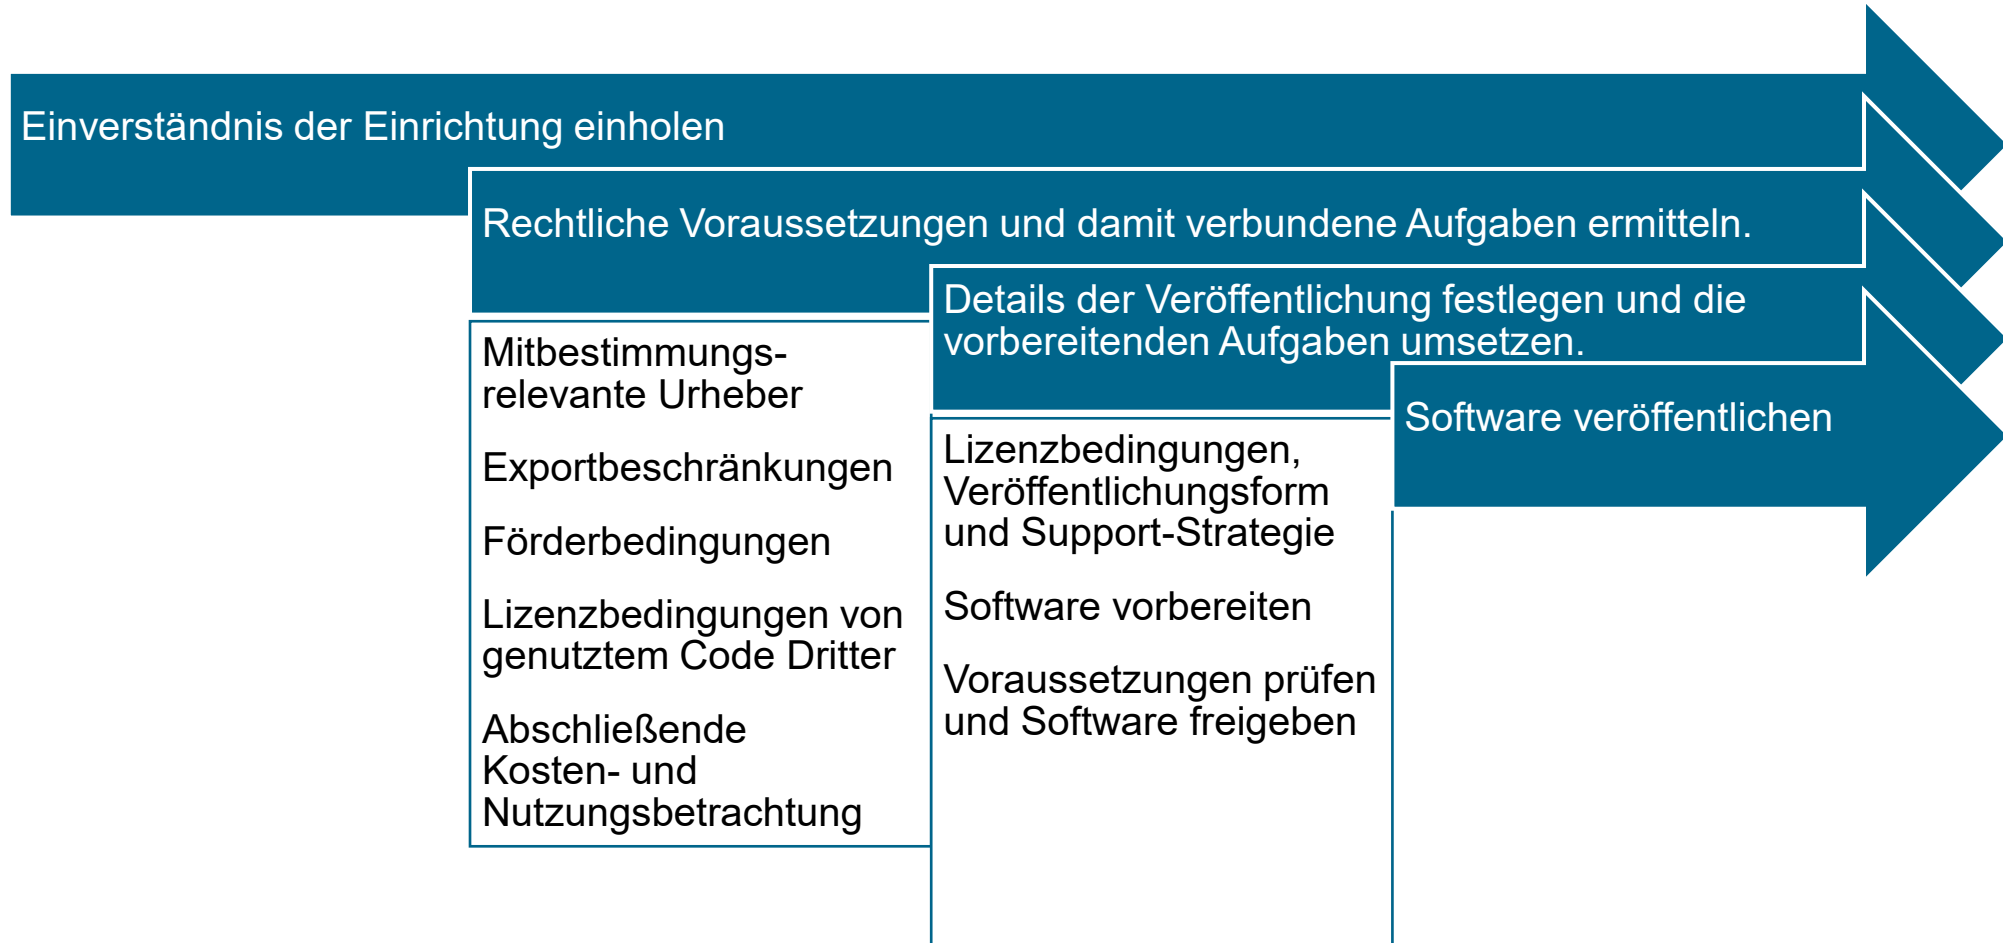 Einverständnis der Einrichtung einholen
Rechtliche Voraussetzungen und damit verbundene Aufgaben ermitteln.
Mitbestimmungs-
relevante Urheber
Exportbeschränkungen
Förderbedingungen
Lizenzbedingungen von
genutztem Code Dritter
Abschließende
Kosten- und
Nutzungsbetrachtung
Details der Veröffentlichung festlegen und die
vorbereitenden Aufgaben umsetzen.
Lizenzbedingungen,
Veröffentlichungsform
und Support-Strategie
Software vorbereiten
Voraussetzungen prüfen
und Software freigeben
Software veröffentlichen